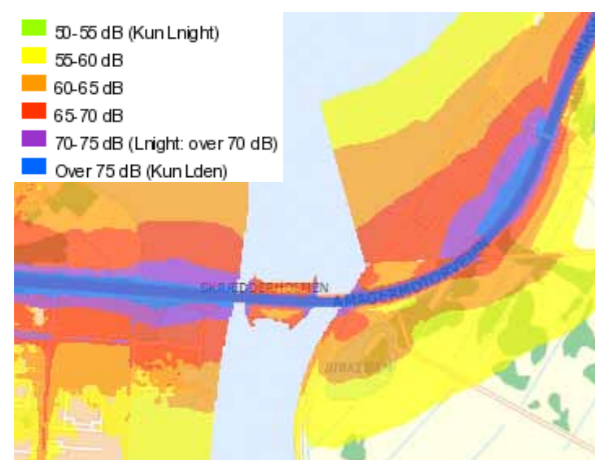 50-55 dB (Kun Lnight)
55-60 dB
60-65 dB
65-70 dB
70-75 dB (Lnight: over 70 dB)
Over 75 dB (Kun Lden)
AMAGERMOTORVEJEN